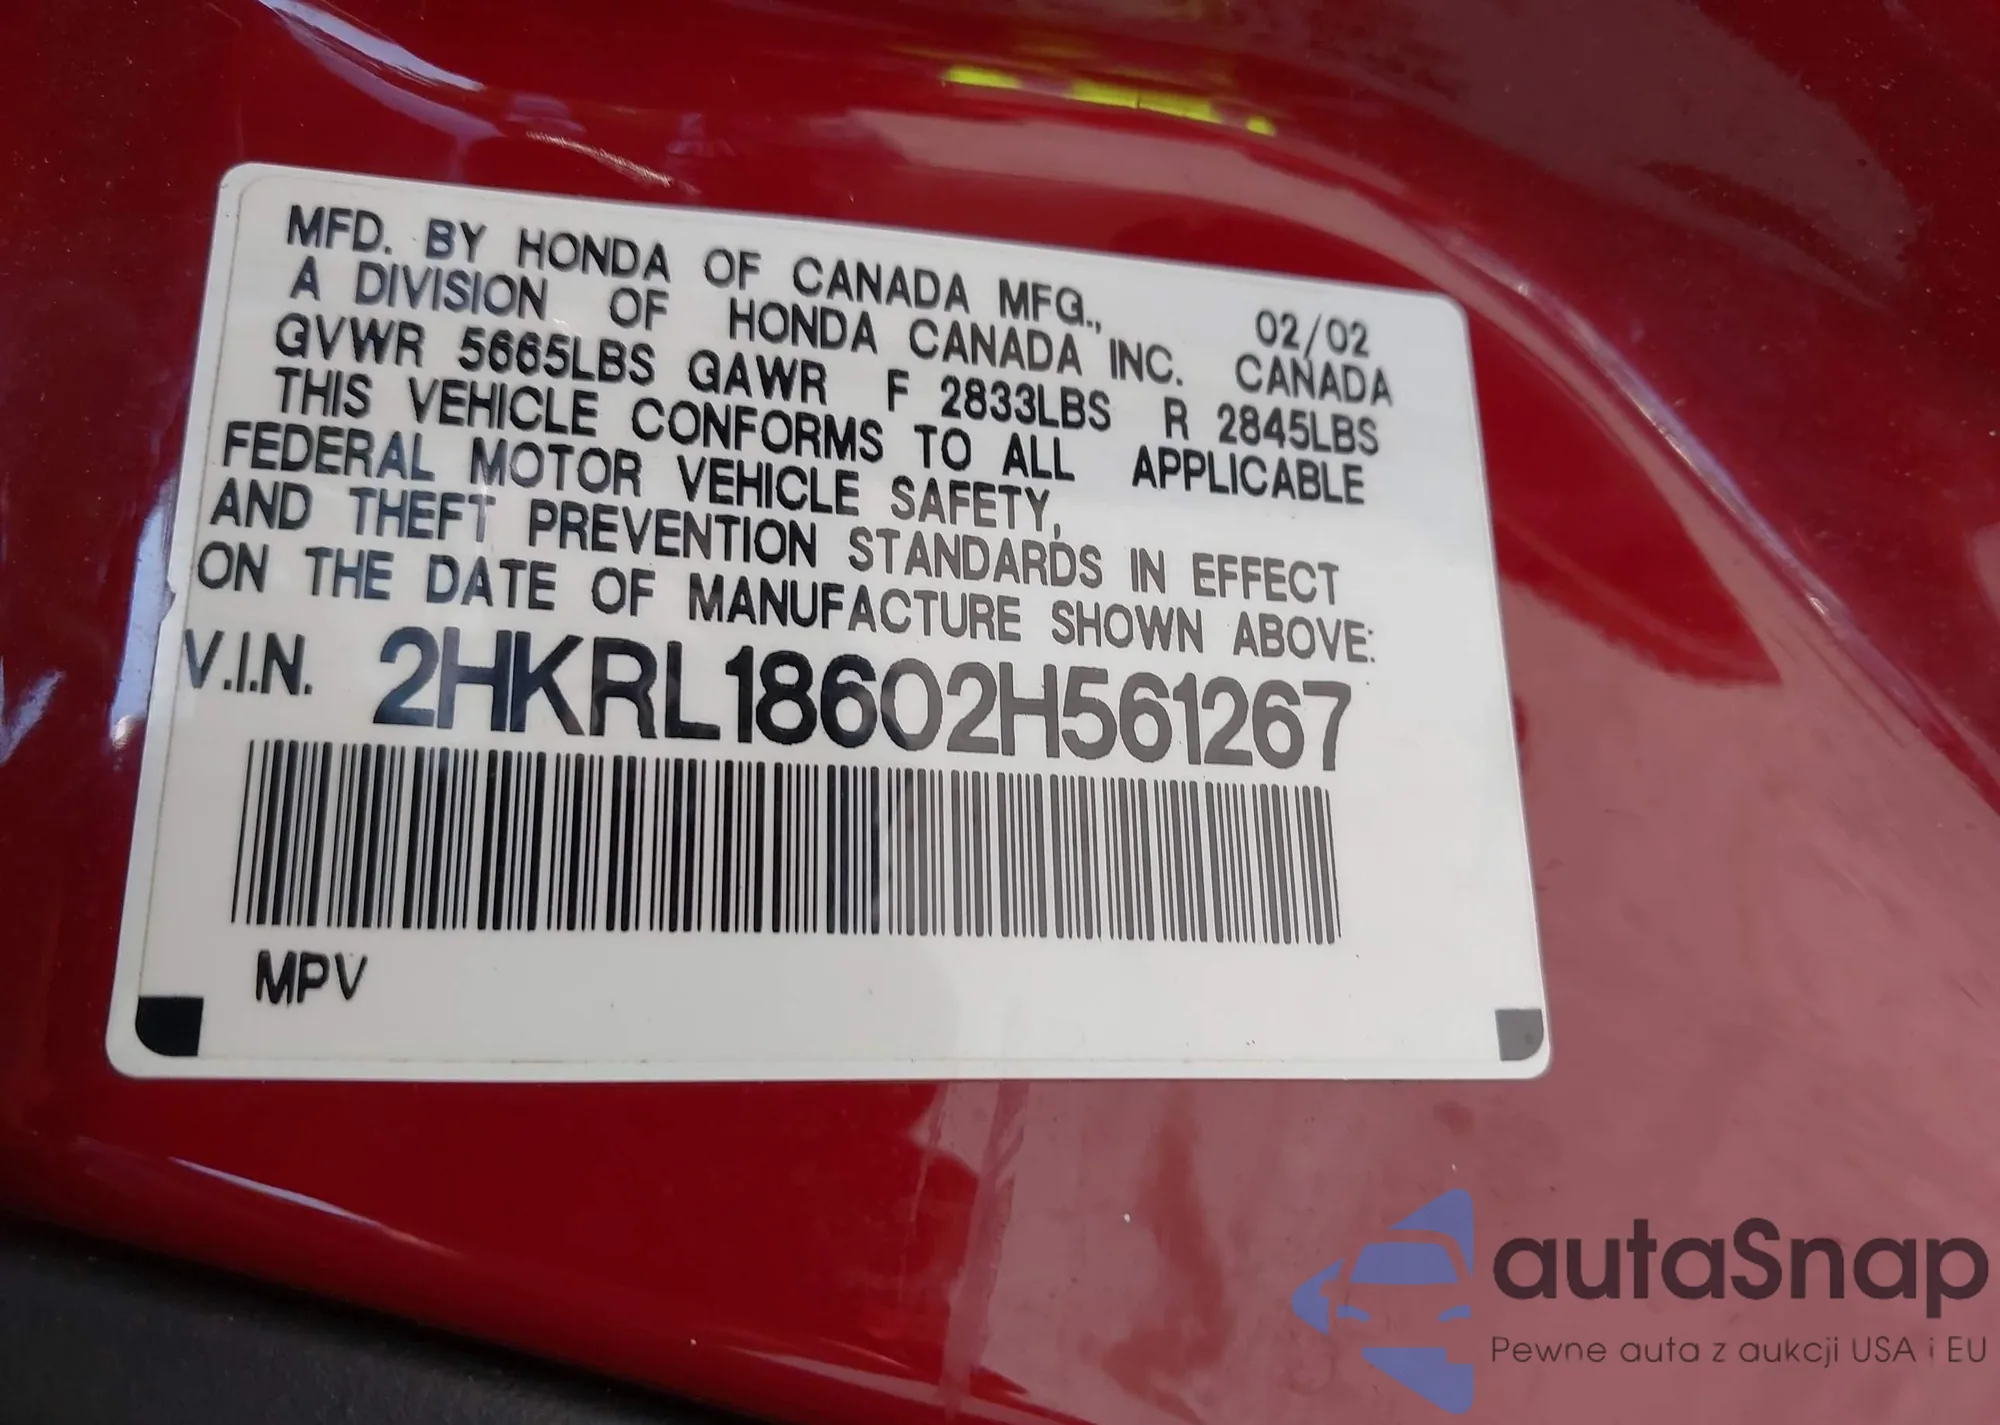 MFD. BY HONDA OF CANADA MFG., 02/02
A DIVISION OF HONDA CANADA INC. CANADA
GVWR 5665LBS GAWR F 2833LBS R 2845LBS
THIS VEHICLE CONFORMS TO ALL APPLICABLE
FEDERAL MOTOR VEHICLE SAFETY,
AND THEFT PREVENTION STANDARDS IN EFFECT
ON THE DATE OF MANUFACTURE SHOWN ABOVE:
V.I.N. 2HKRL18602H561267
MPV
autaSnap
Pewne auta z aukcji USA i EU